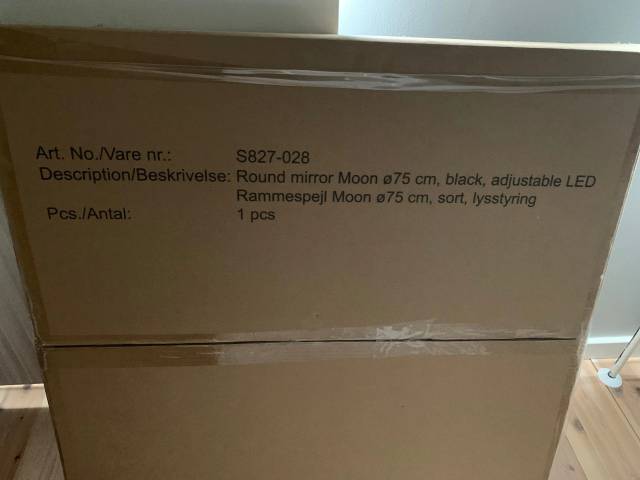 Art. No./Vare nr.: S827-028
Description/Beskrivelse: Round mirror Moon ø75 cm, black, adjustable LED
Rammespejl Moon ø75 cm, sort, lysstyring
Pcs./Antal: 1 pcs